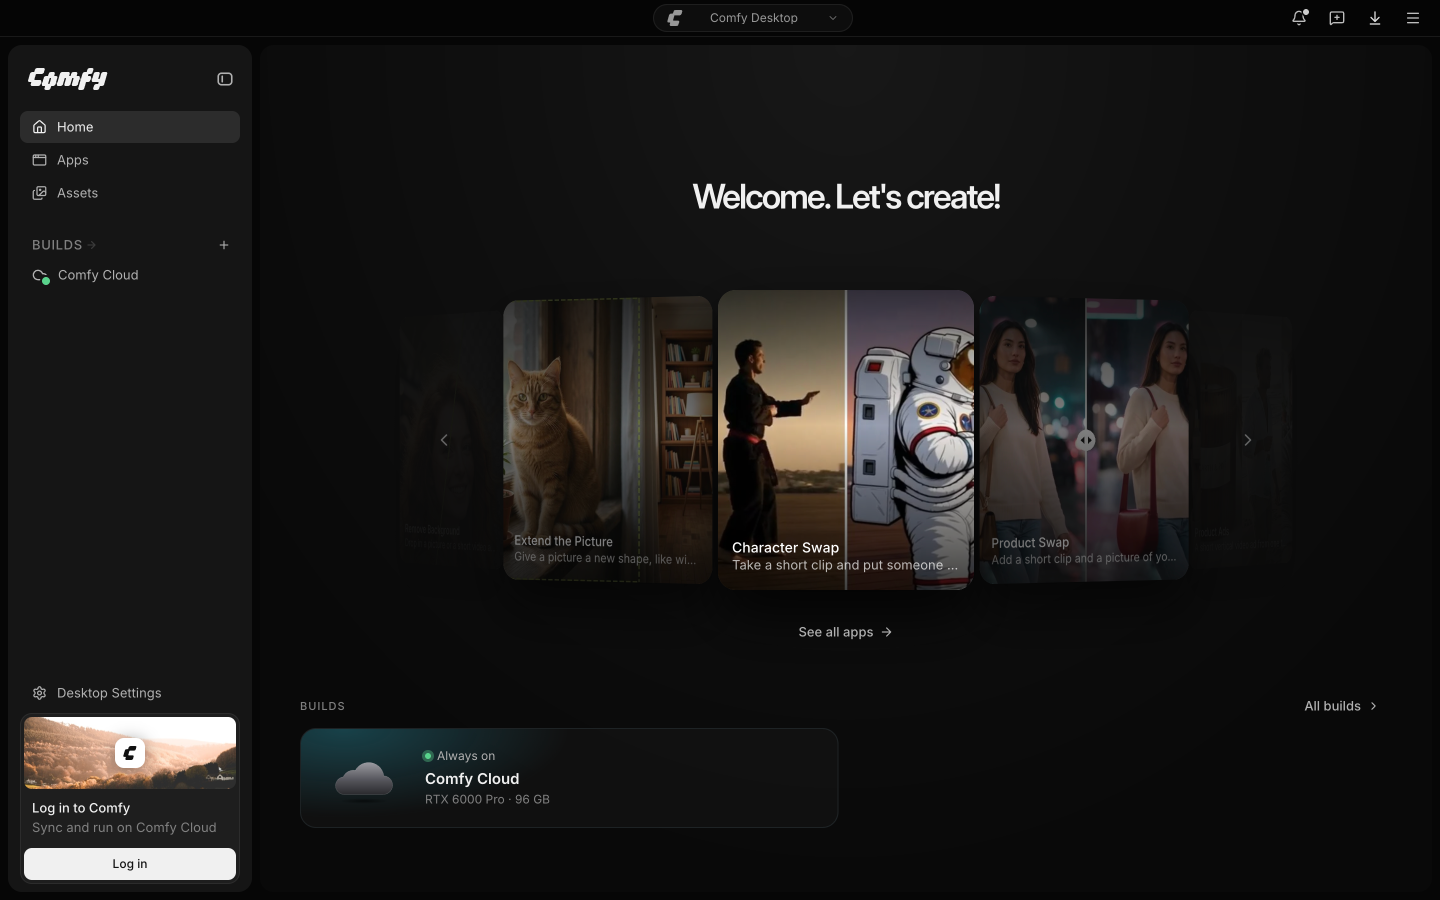 Comfy Desktop
Comfy
Home
Apps
Assets
BUILDS
Comfy Cloud
Welcome. Let's create!
Extend the Picture
Give a picture a new shape, like wi...
Character Swap
Take a short clip and put someone ...
Product Swap
Add a short clip and a picture of yo...
See all apps
BUILDS
All builds
Always on
Comfy Cloud
RTX 6000 Pro · 96 GB
Desktop Settings
Log in to Comfy
Sync and run on Comfy Cloud
Log in